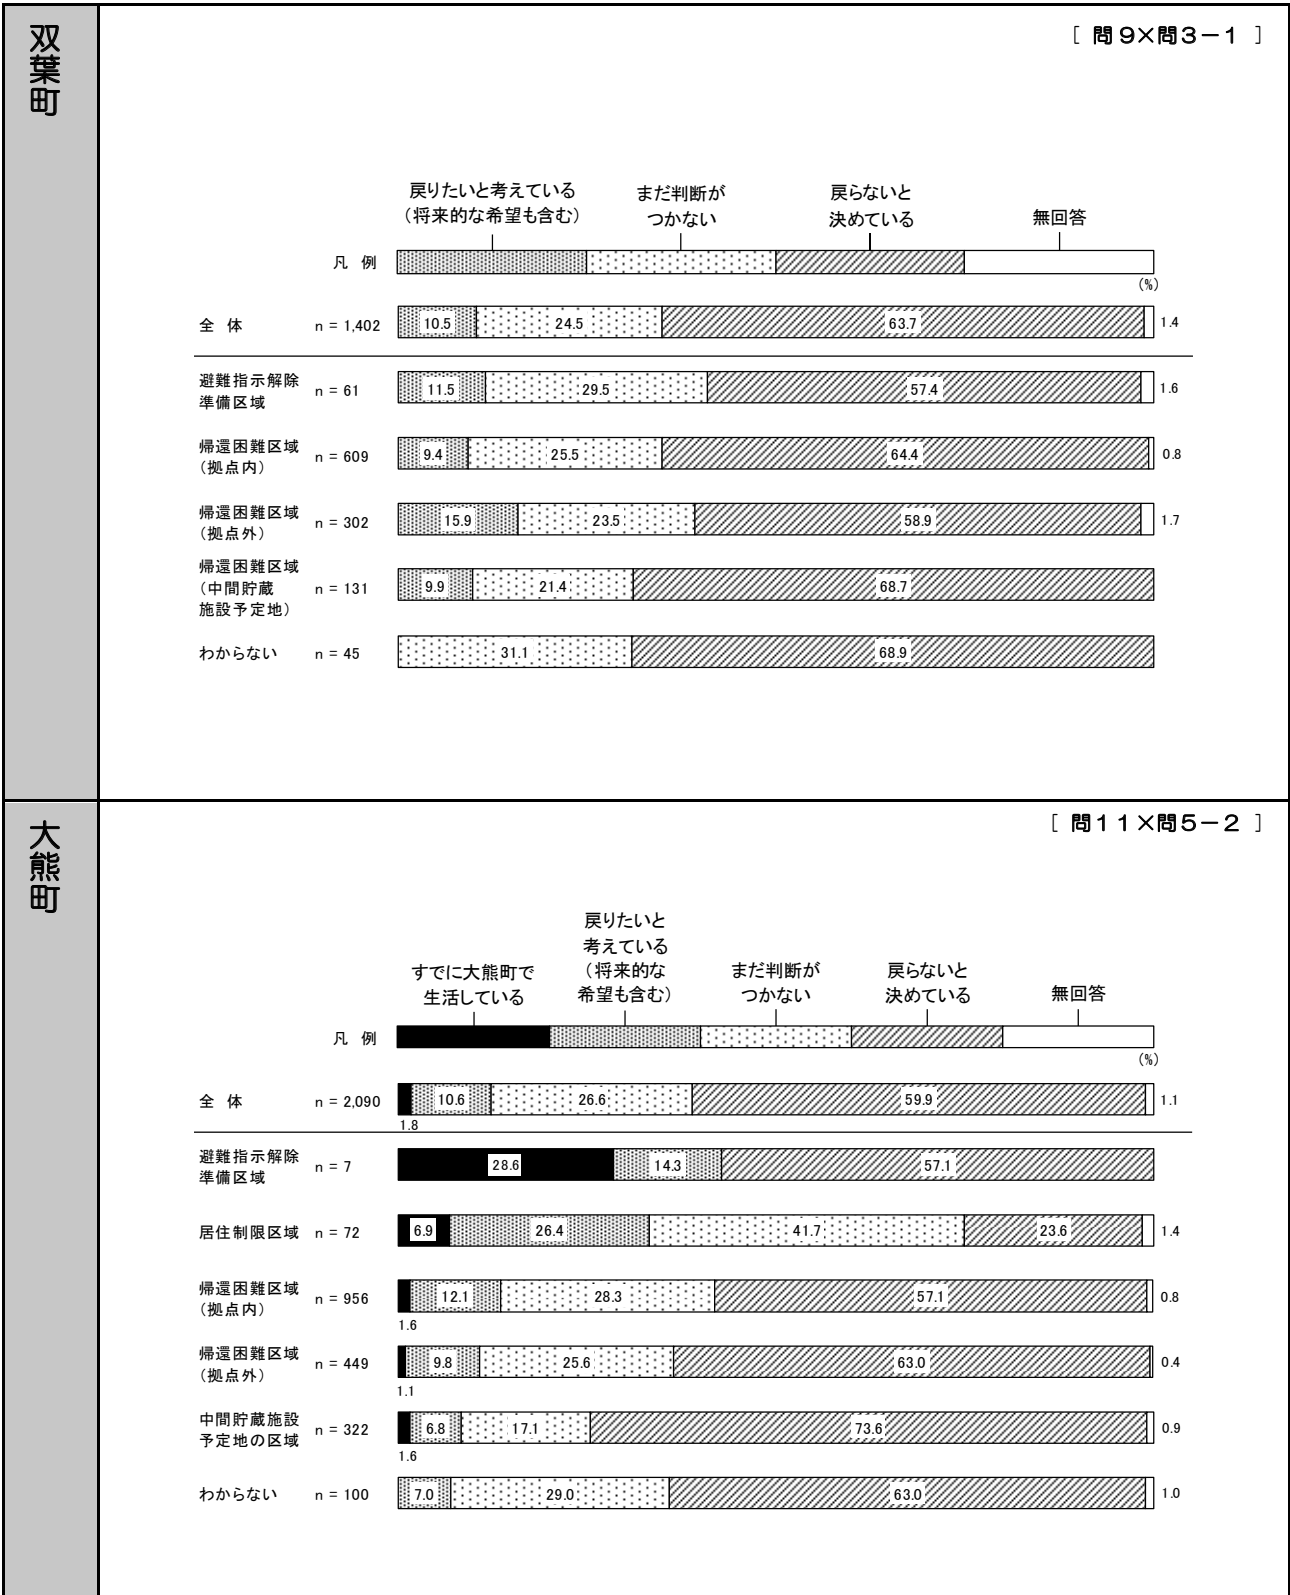 双葉町
［ 問９×問３－１ ］
戻りたいと考えている
（将来的な希望も含む）
まだ判断が
つかない
戻らないと
決めている
無回答
凡 例
(%)
全 体 n = 1,402 10.5 24.5 63.7 1.4
避難指示解除
準備区域
n = 61 11.5 29.5 57.4 1.6
帰還困難区域
（拠点内）
n = 609 9.4 25.5 64.4 0.8
帰還困難区域
（拠点外）
n = 302 15.9 23.5 58.9 1.7
帰還困難区域
（中間貯蔵
施設予定地）
n = 131 9.9 21.4 68.7
わからない n = 45 31.1 68.9
大熊町
［ 問１１×問５－２ ］
すでに大熊町で
生活している
戻りたいと
考えている
（将来的な
希望も含む）
まだ判断が
つかない
戻らないと
決めている
無回答
凡 例
(%)
全 体 n = 2,090 10.6 26.6 59.9 1.1
1.8
避難指示解除
準備区域
n = 7 28.6 14.3 57.1
居住制限区域 n = 72 6.9 26.4 41.7 23.6 1.4
帰還困難区域
（拠点内）
n = 956 12.1 28.3 57.1 0.8
1.6
帰還困難区域
（拠点外）
n = 449 9.8 25.6 63.0 0.4
1.1
中間貯蔵施設
予定地の区域
n = 322 6.8 17.1 73.6 0.9
1.6
わからない n = 100 7.0 29.0 63.0 1.0